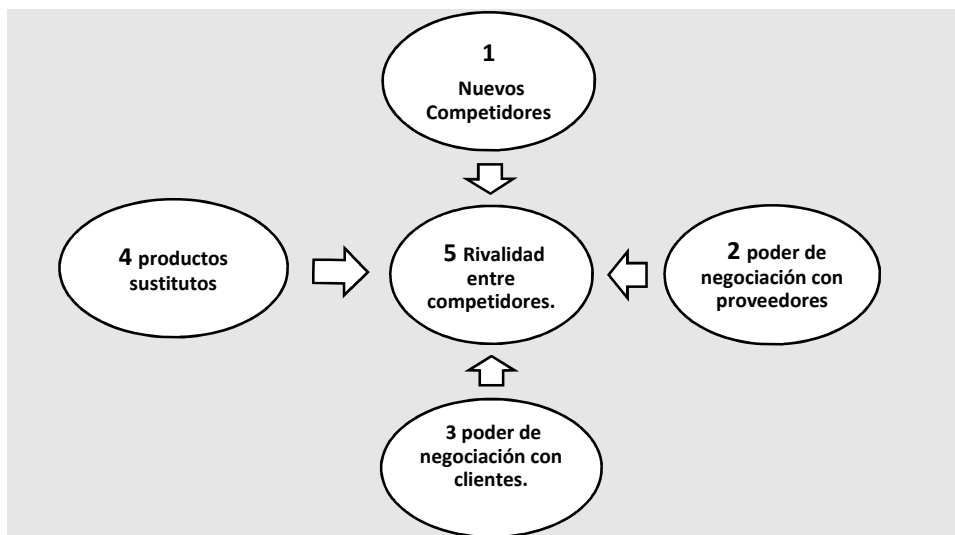 1
Nuevos
Competidores
4 productos
sustitutos
5 Rivalidad
entre
competidores.
2 poder de
negociación con
proveedores
3 poder de
negociación con
clientes.